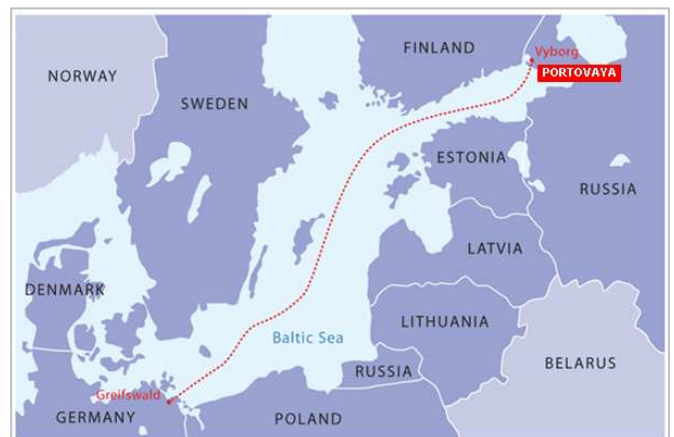 FINLAND
Vyborg
PORTOVAYA
NORWAY
SWEDEN
ESTONIA
RUSSIA
LATVIA
DENMARK
LITHUANIA
Baltic Sea
BELARUS
RUSSIA
Greifswald
GERMANY
POLAND